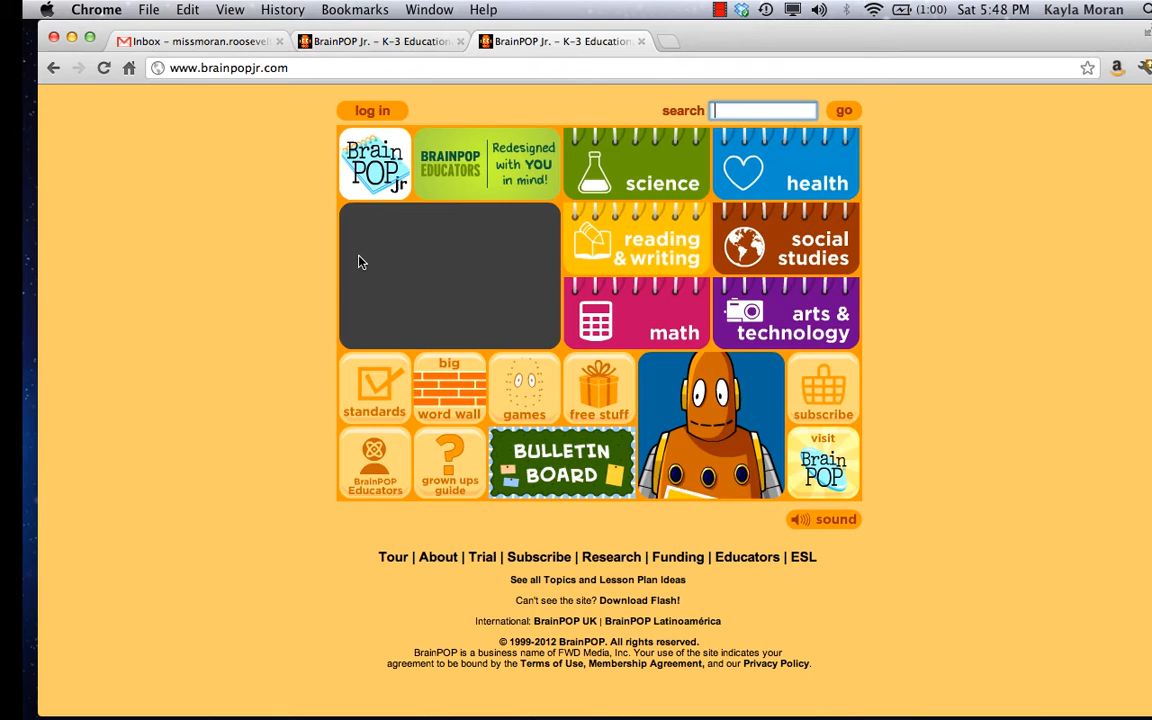 Chrome File Edit View History Bookmarks Window Help (1:00) Sat 5:48 PM Kayla Moran
Inbox – missmoran.roosevel × BrainPOP Jr. – K-3 Education × BrainPOP Jr. – K-3 Education ×
www.brainpopjr.com
log in search go
Brain POP jr
BRAINPOP EDUCATORS
Redesigned
with YOU
in mind!
science
health
reading
& writing
social
studies
math
arts &
technology
standards
big
word wall
games
free stuff
subscribe
BrainPOP
Educators
grown ups
guide
BULLETIN
BOARD
visit
Brain
POP
sound
Tour | About | Trial | Subscribe | Research | Funding | Educators | ESL
See all Topics and Lesson Plan Ideas
Can't see the site? Download Flash!
International: BrainPOP UK | BrainPOP Latinoamérica
© 1999-2012 BrainPOP. All rights reserved.
BrainPOP is a business name of FWD Media, Inc. Your use of the site indicates your
agreement to be bound by the Terms of Use, Membership Agreement, and our Privacy Policy.